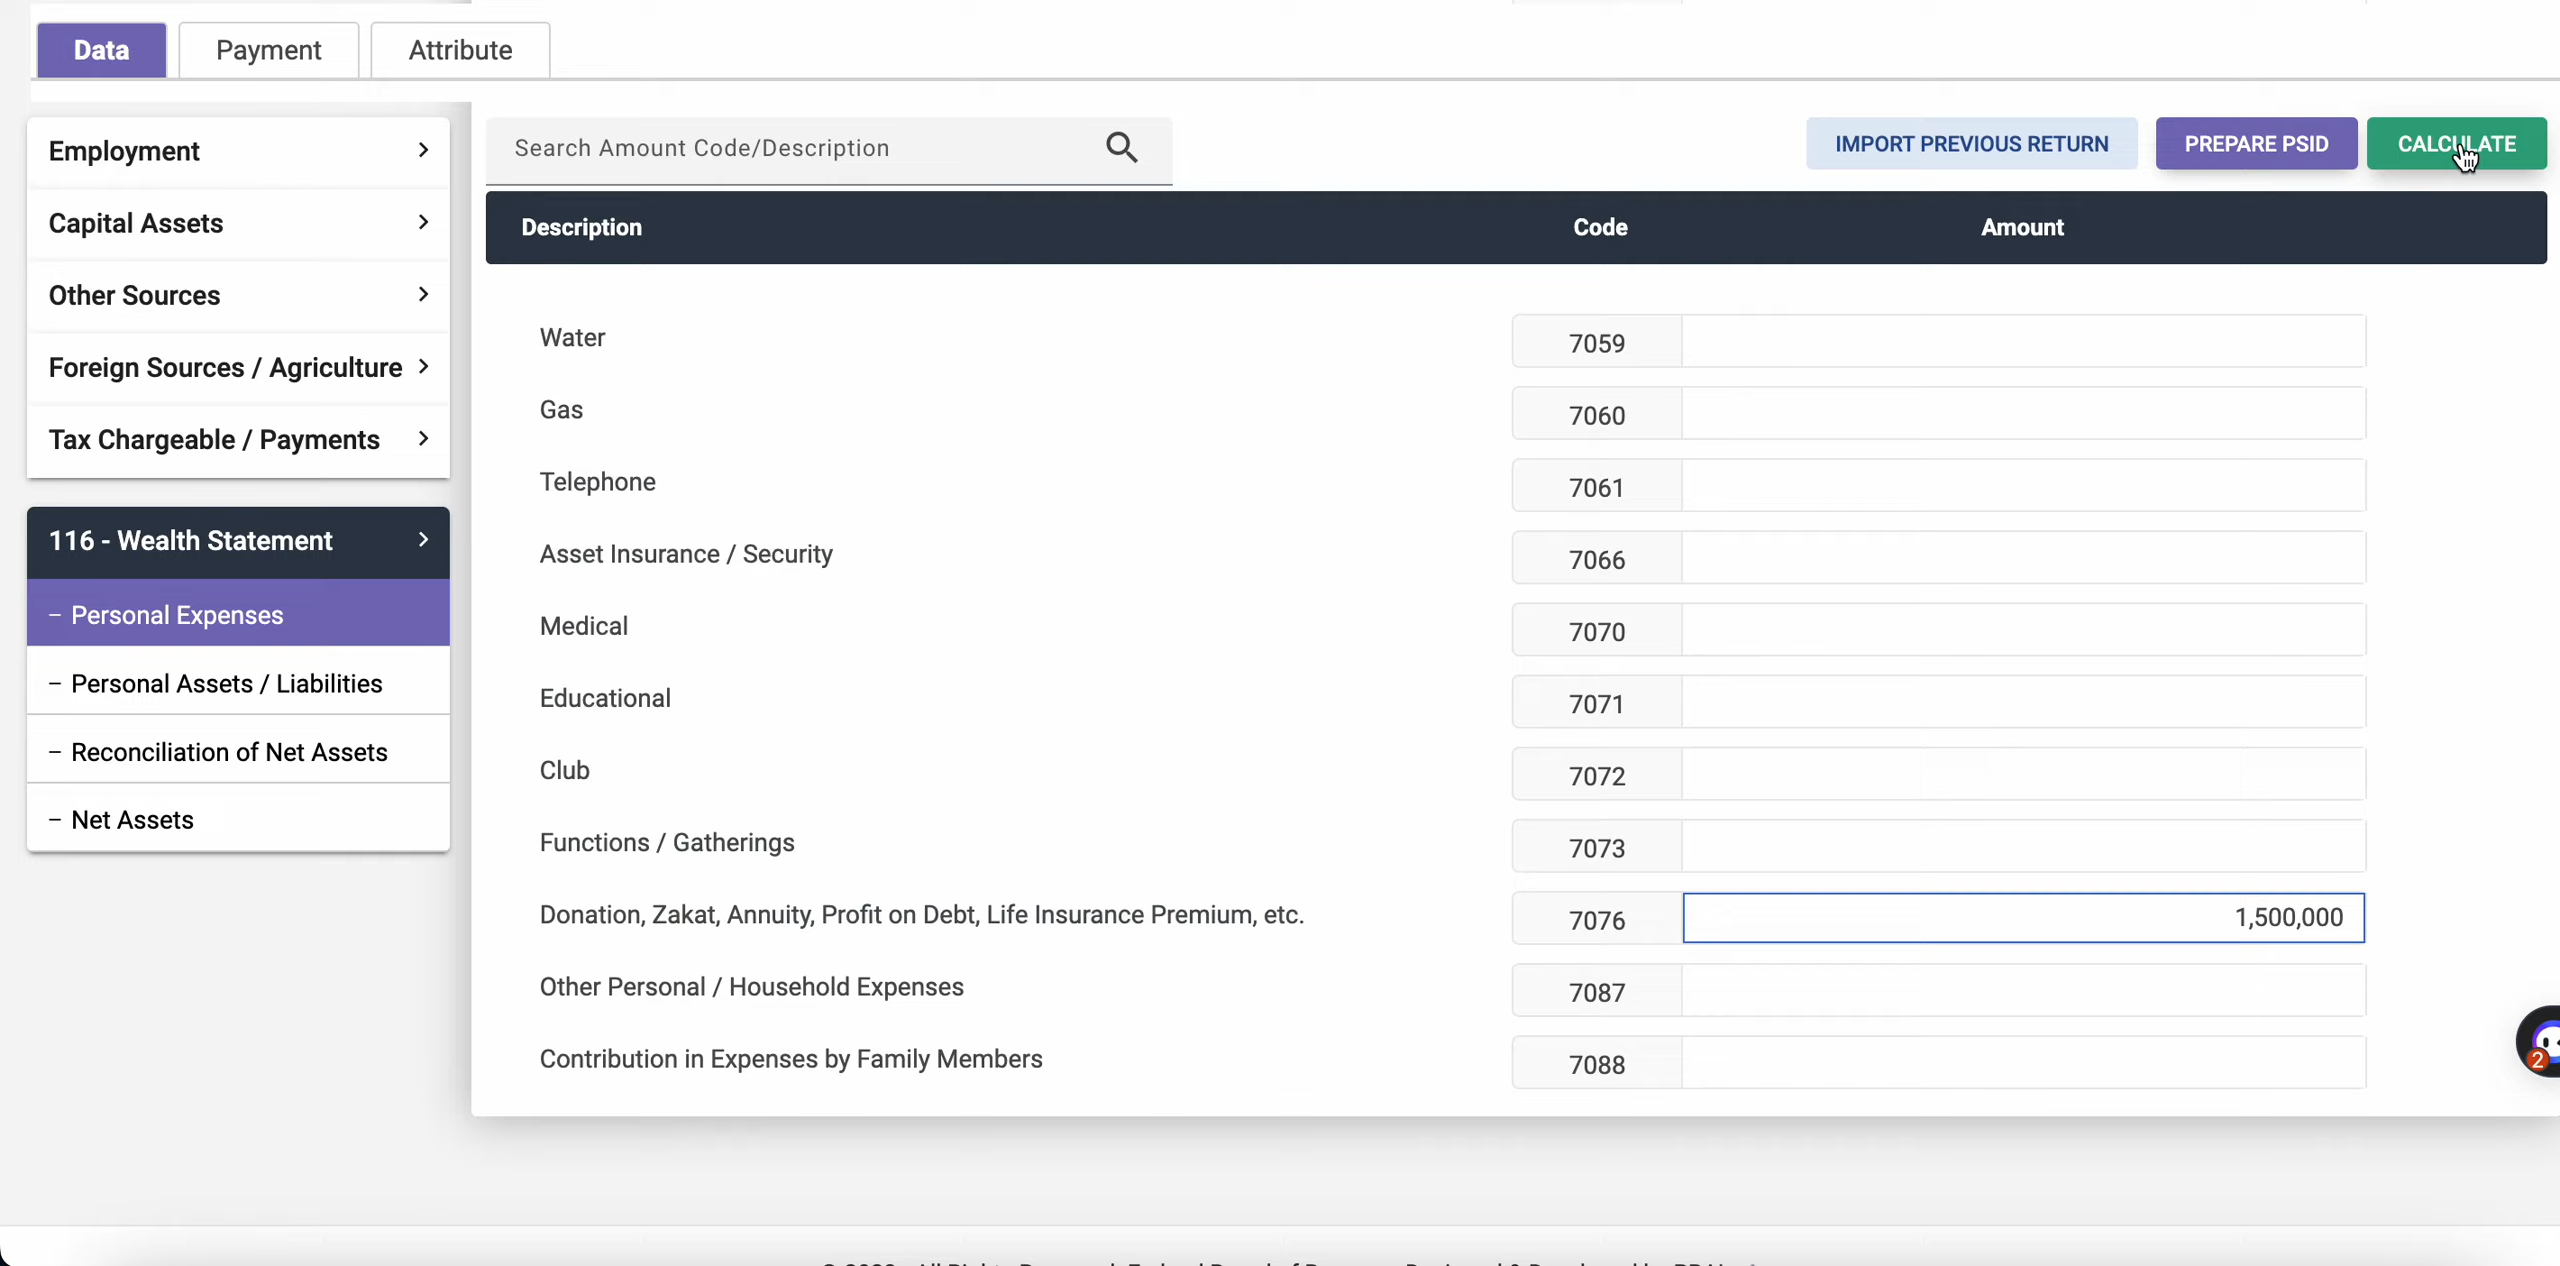 Data Payment Attribute
Employment
Capital Assets
Other Sources
Foreign Sources / Agriculture
Tax Chargeable / Payments
116 - Wealth Statement
– Personal Expenses
– Personal Assets / Liabilities
– Reconciliation of Net Assets
– Net Assets
Search Amount Code/Description
IMPORT PREVIOUS RETURN PREPARE PSID CALCULATE
Description Code Amount
Water 7059
Gas 7060
Telephone 7061
Asset Insurance / Security 7066
Medical 7070
Educational 7071
Club 7072
Functions / Gatherings 7073
Donation, Zakat, Annuity, Profit on Debt, Life Insurance Premium, etc. 7076 1,500,000
Other Personal / Household Expenses 7087
Contribution in Expenses by Family Members 7088
2